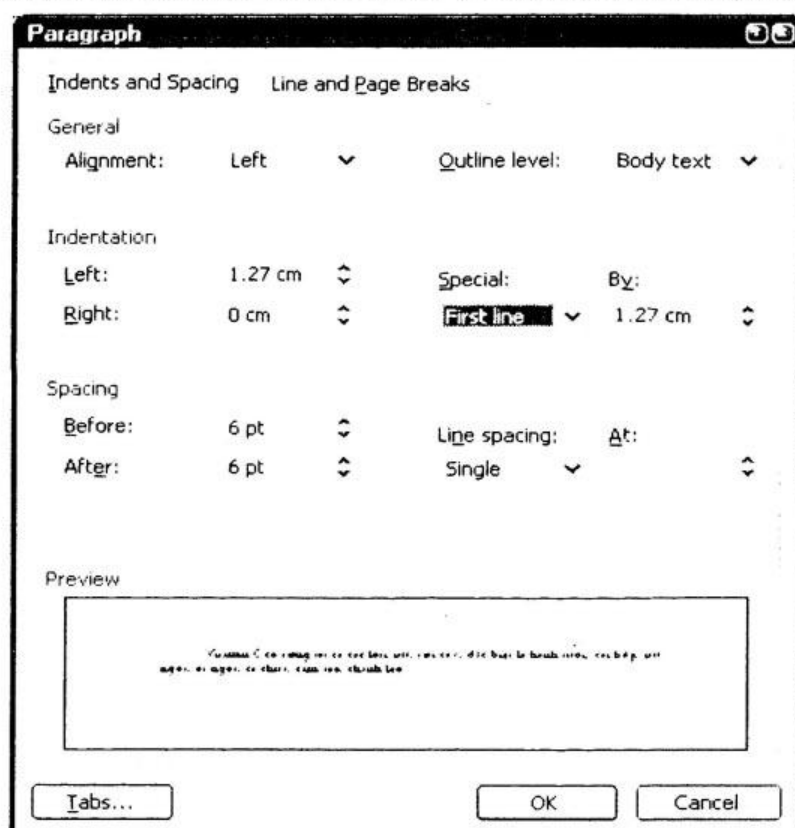 Paragraph
Indents and Spacing Line and Page Breaks
General
Alignment: Left Outline level: Body text
Indentation
Left: 1.27 cm Special: By:
Right: 0 cm First line 1.27 cm
Spacing
Before: 6 pt Line spacing: At:
After: 6 pt Single
Preview
Tabs... OK Cancel